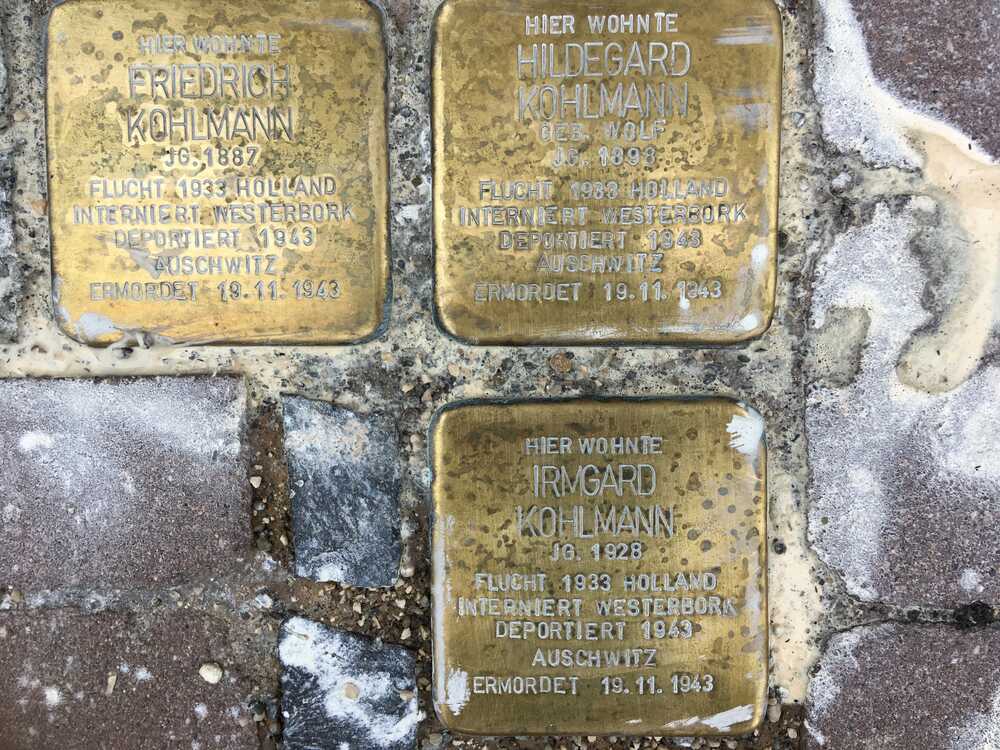 HIER WOHNTE
FRIEDRICH
KOHLMANN
JG. 1887
FLUCHT 1933 HOLLAND
INTERNIERT WESTERBORK
DEPORTIERT 1943
AUSCHWITZ
ERMORDET 19.11.1943
HIER WOHNTE
HILDEGARD
KOHLMANN
GEB. WOLF
JG. 1893
FLUCHT 1933 HOLLAND
INTERNIERT WESTERBORK
DEPORTIERT 1943
AUSCHWITZ
ERMORDET 19.11.1943
HIER WOHNTE
IRMGARD
KOHLMANN
JG. 1928
FLUCHT 1933 HOLLAND
INTERNIERT WESTERBORK
DEPORTIERT 1943
AUSCHWITZ
ERMORDET 19.11.1943